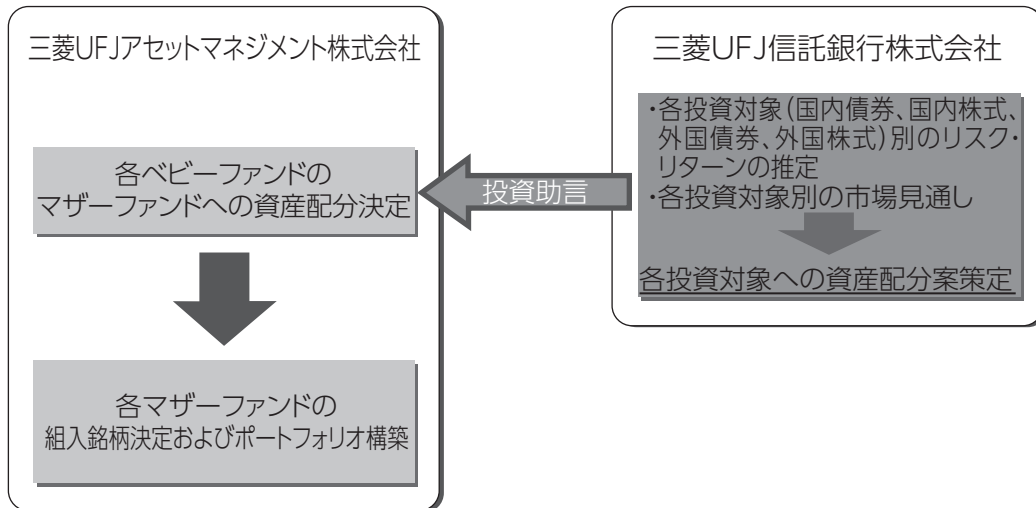 三菱UFJアセットマネジメント株式会社
各ベビーファンドの
マザーファンドへの資産配分決定
各マザーファンドの
組入銘柄決定およびポートフォリオ構築
投資助言
三菱UFJ信託銀行株式会社
・各投資対象(国内債券、国内株式、
外国債券、外国株式)別のリスク・
リターンの推定
・各投資対象別の市場見通し
各投資対象への資産配分案策定